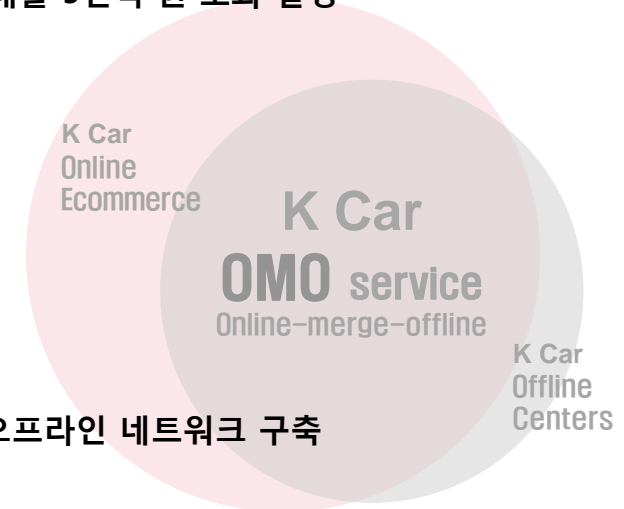 K Car
Online
Ecommerce
K Car
OMO service
Online-merge-offline
K Car
Offline
Centers
오프라인 네트워크 구축